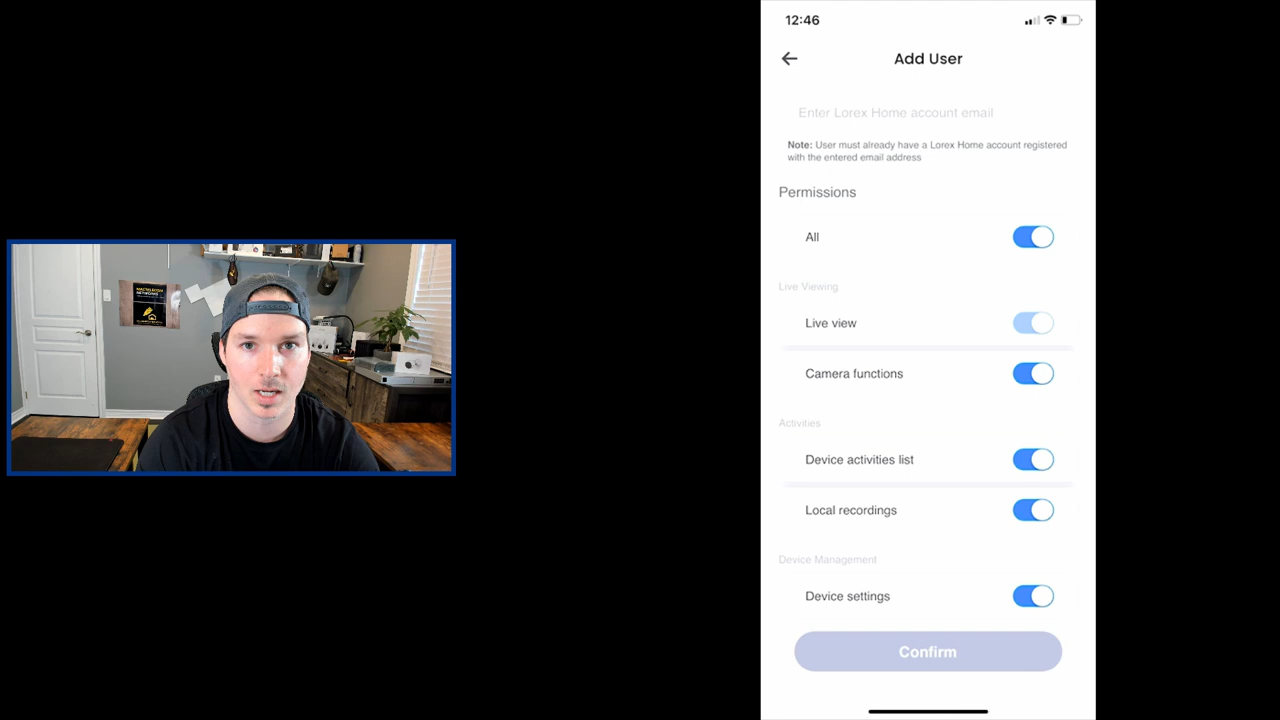 12:46
Add User
Enter Lorex Home account email
Note: User must already have a Lorex Home account registered
with the entered email address
Permissions
All
Live Viewing
Live view
Camera functions
Activities
Device activities list
Local recordings
Device Management
Device settings
Confirm